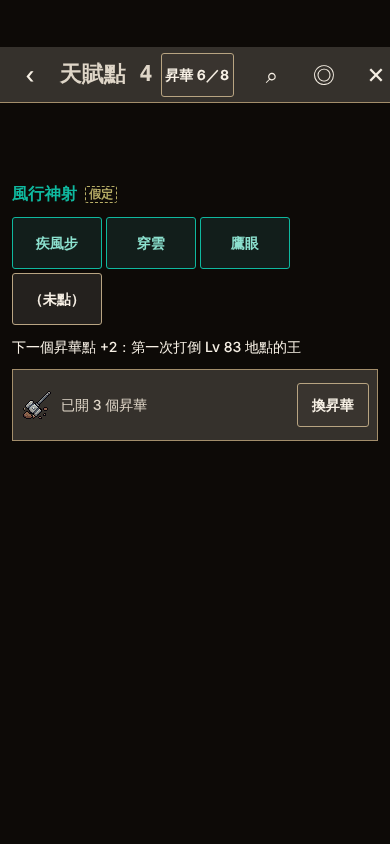 ‹ 天賦點 4 昇華 6／8 ⌕ ◎ ✕
風行神射 假定
疾風步 穿雲 鷹眼
（未點）
下一個昇華點 +2：第一次打倒 Lv 83 地點的王
已開 3 個昇華 換昇華